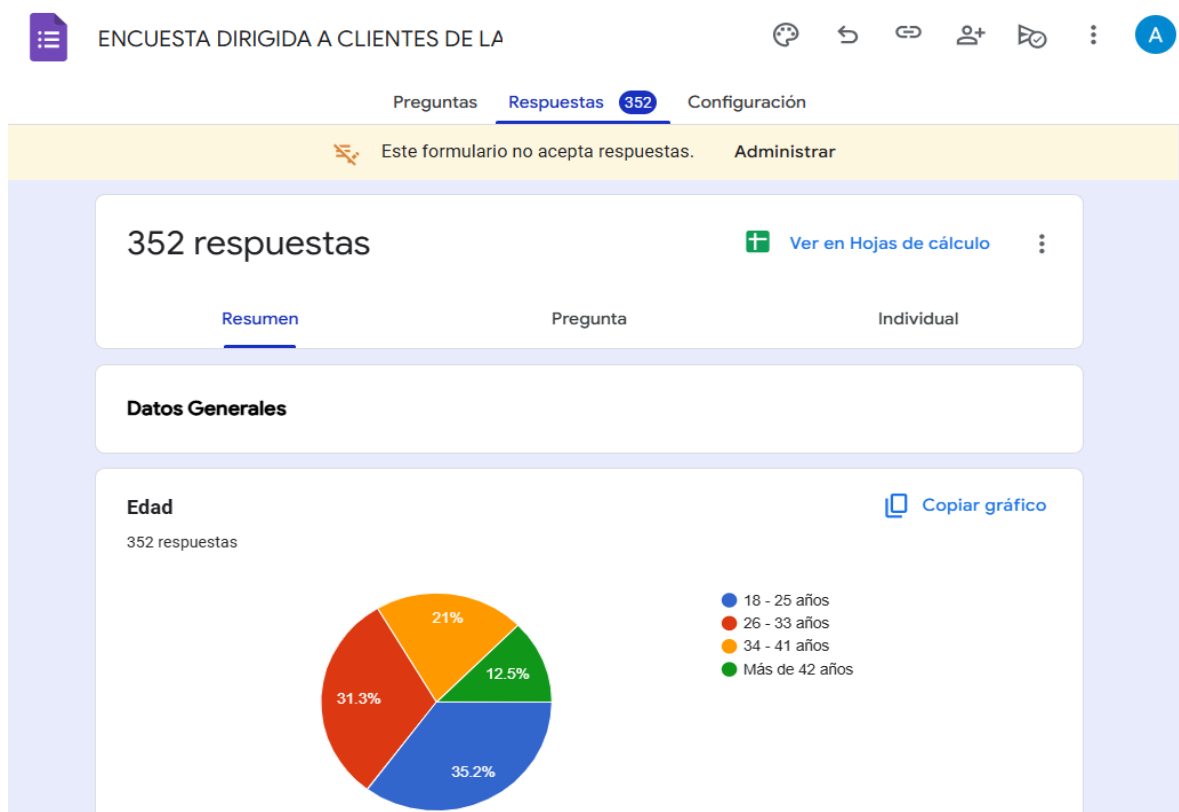 ENCUESTA DIRIGIDA A CLIENTES DE LA
A
Preguntas Respuestas 352 Configuración
Este formulario no acepta respuestas. Administrar
352 respuestas
Ver en Hojas de cálculo
Resumen Pregunta Individual
Datos Generales
Edad
Copiar gráfico
352 respuestas
21%
12.5%
31.3%
35.2%
18 - 25 años
26 - 33 años
34 - 41 años
Más de 42 años